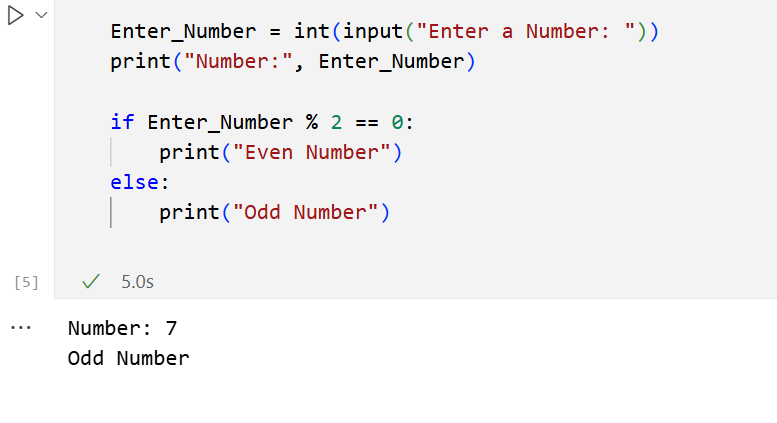 Enter_Number = int(input("Enter a Number: "))
print("Number:", Enter_Number)
if Enter_Number % 2 == 0:
    print("Even Number")
else:
    print("Odd Number")
[5]
5.0s
Number: 7
Odd Number